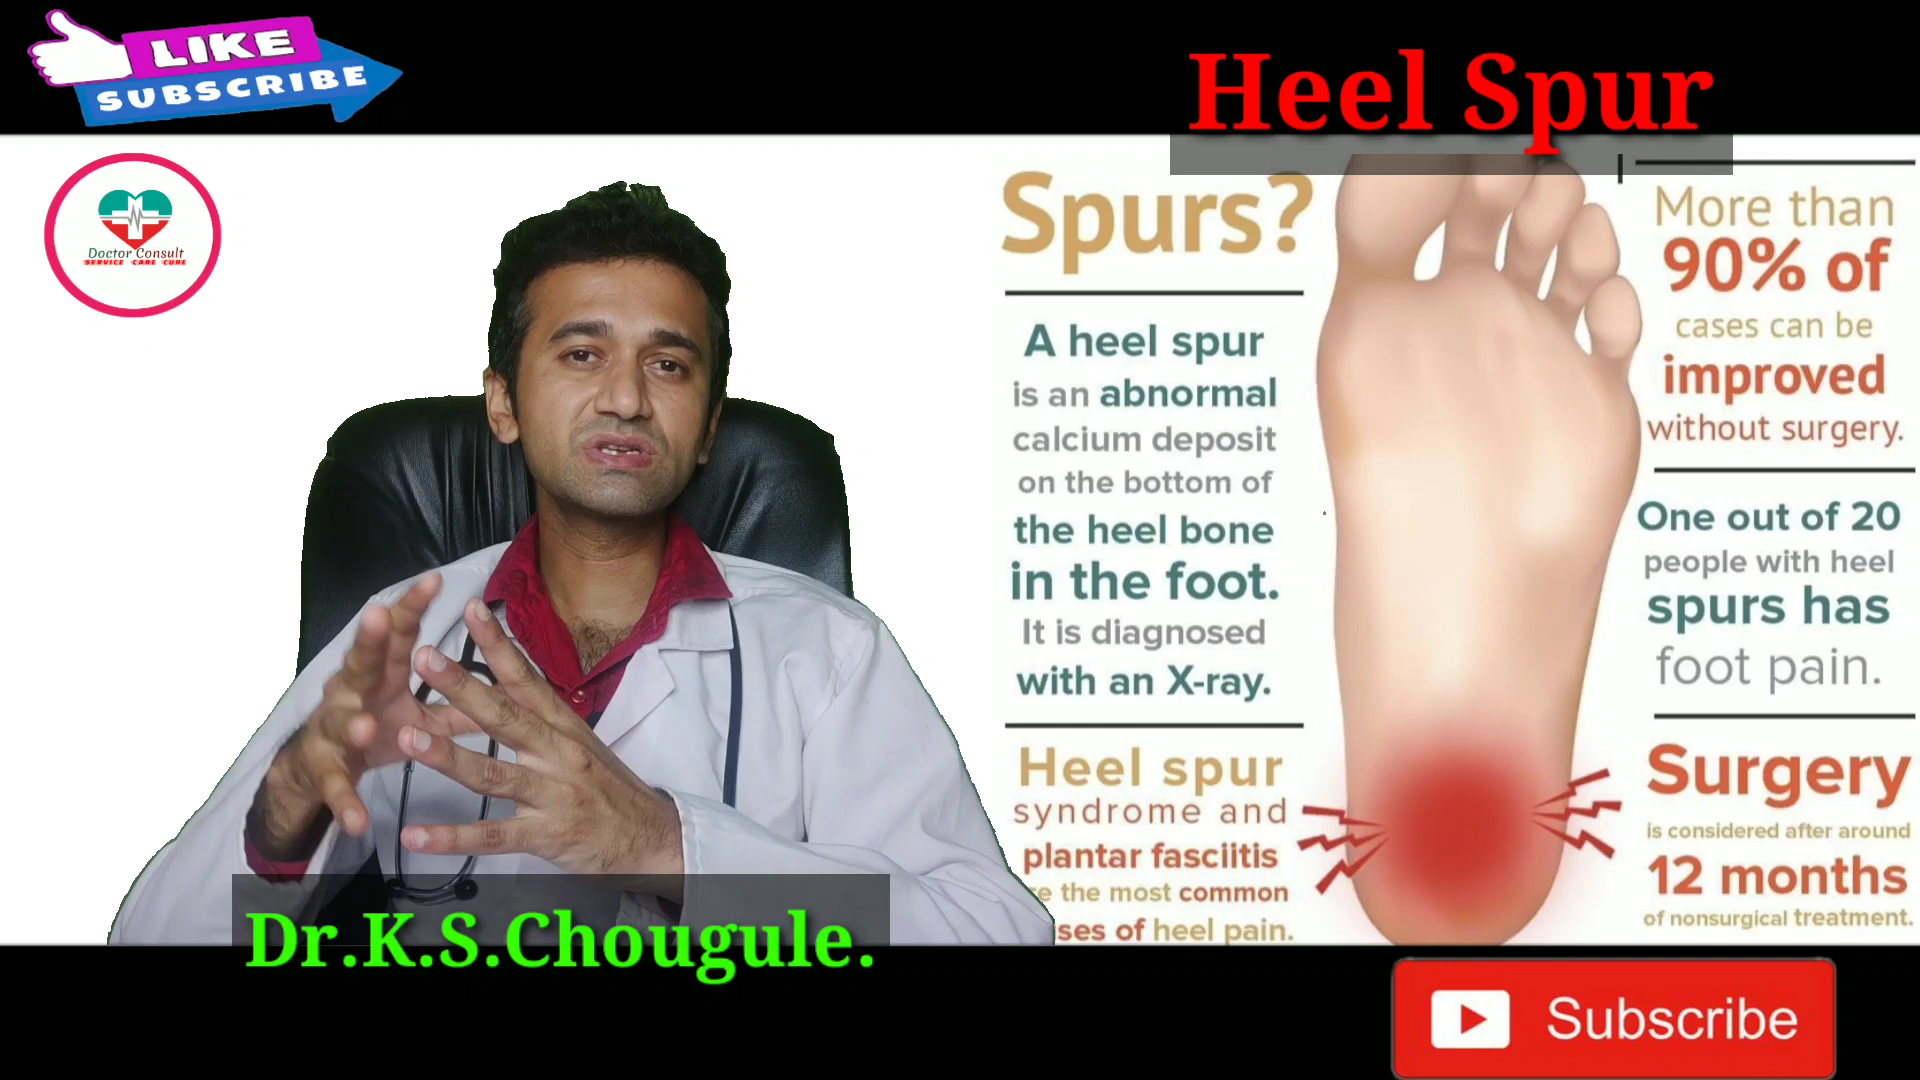 LIKE
SUBSCRIBE
Heel Spur
Doctor Consult
SERVICE CARE CURE
Spurs?
A heel spur
is an abnormal
calcium deposit
on the bottom of
the heel bone
in the foot.
It is diagnosed
with an X-ray.
Heel spur
syndrome and
plantar fasciitis
e the most common
ses of heel pain.
More than
90% of
cases can be
improved
without surgery.
One out of 20
people with heel
spurs has
foot pain.
Surgery
is considered after around
12 months
of nonsurgical treatment.
Dr.K.S.Chougule.
Subscribe